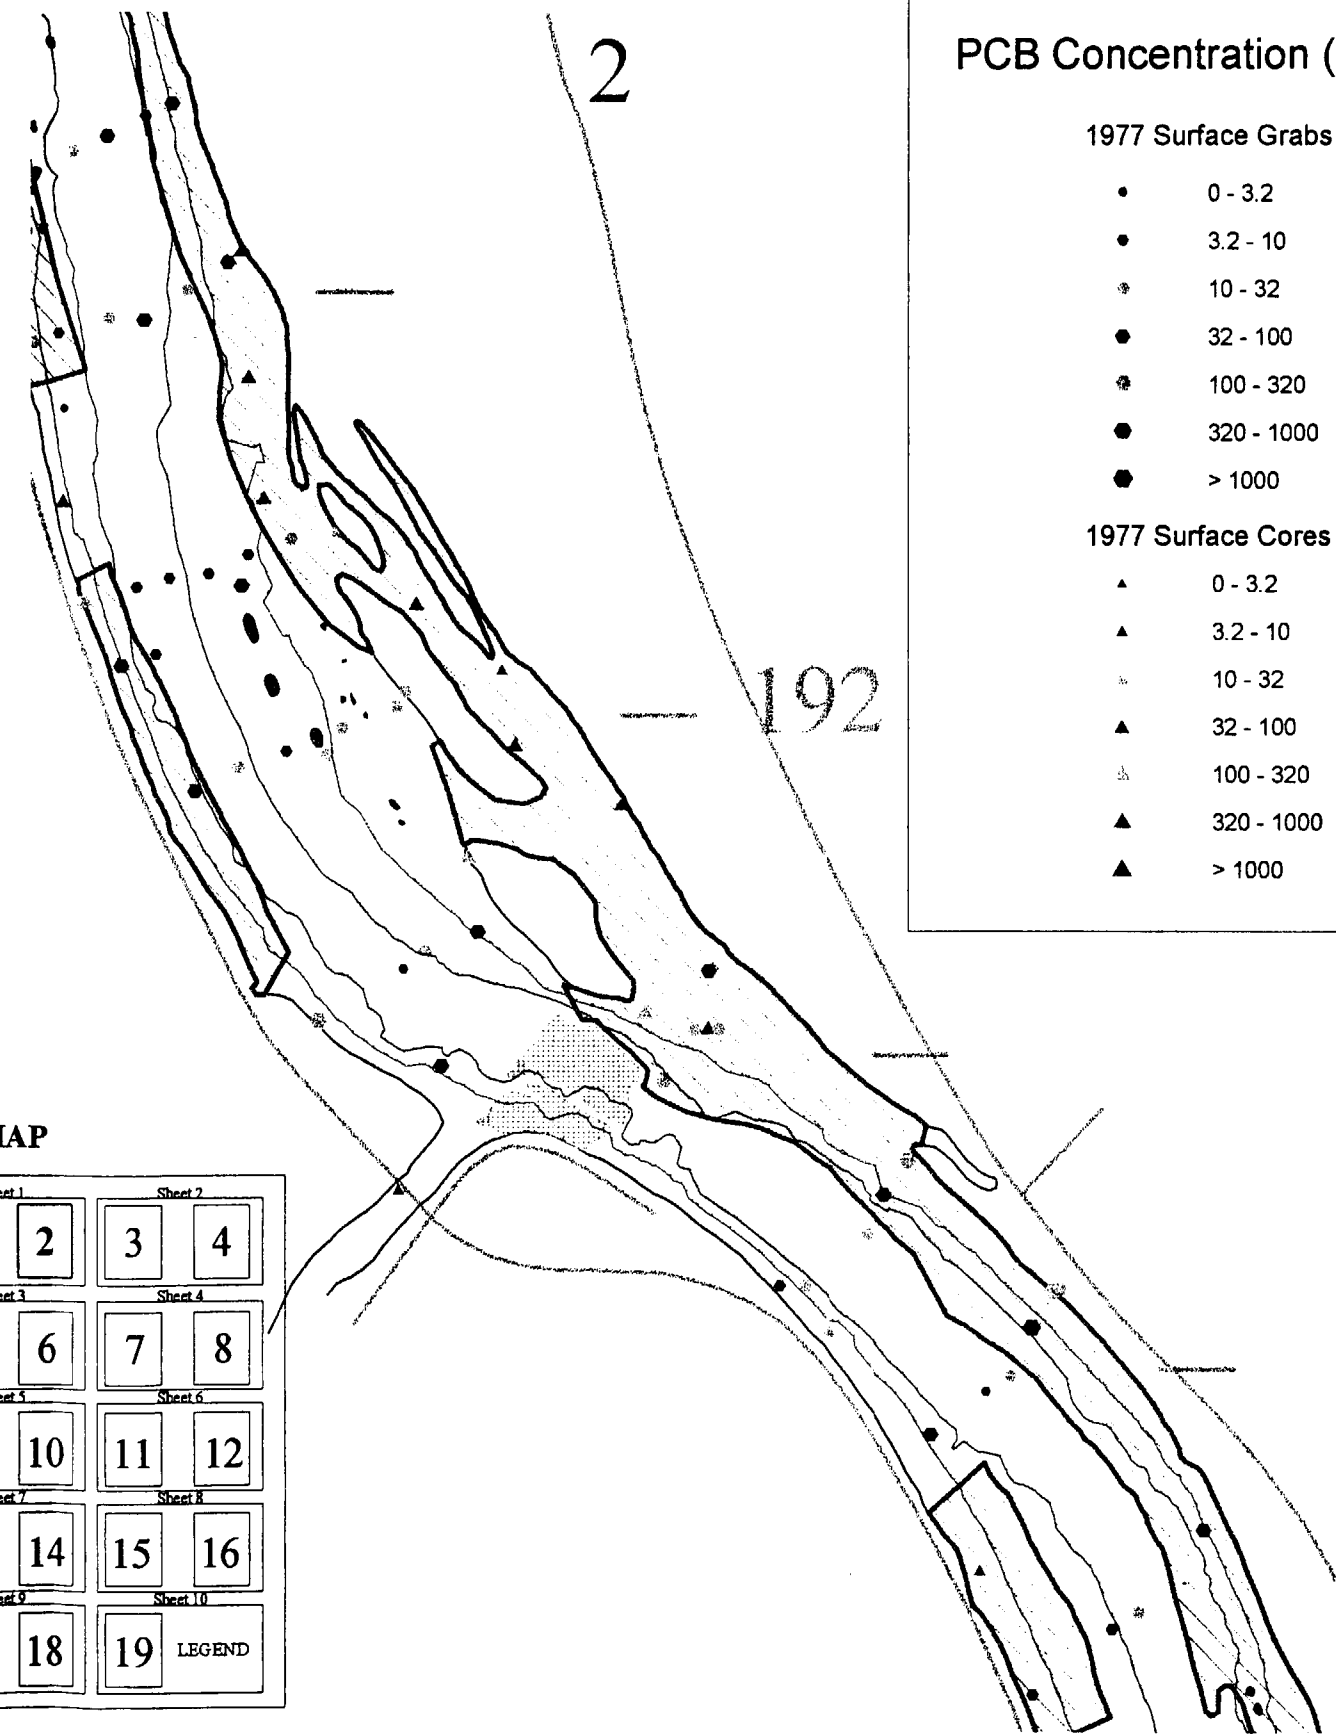 2
PCB Concentration (
1977 Surface Grabs
0 - 3.2
3.2 - 10
10 - 32
32 - 100
100 - 320
320 - 1000
> 1000
1977 Surface Cores
0 - 3.2
3.2 - 10
10 - 32
32 - 100
100 - 320
320 - 1000
> 1000
192
Sheet 2
2 3 4
Sheet 4
6 7 8
Sheet 6
10 11 12
Sheet 8
14 15 16
Sheet 10
18 19 LEGEND